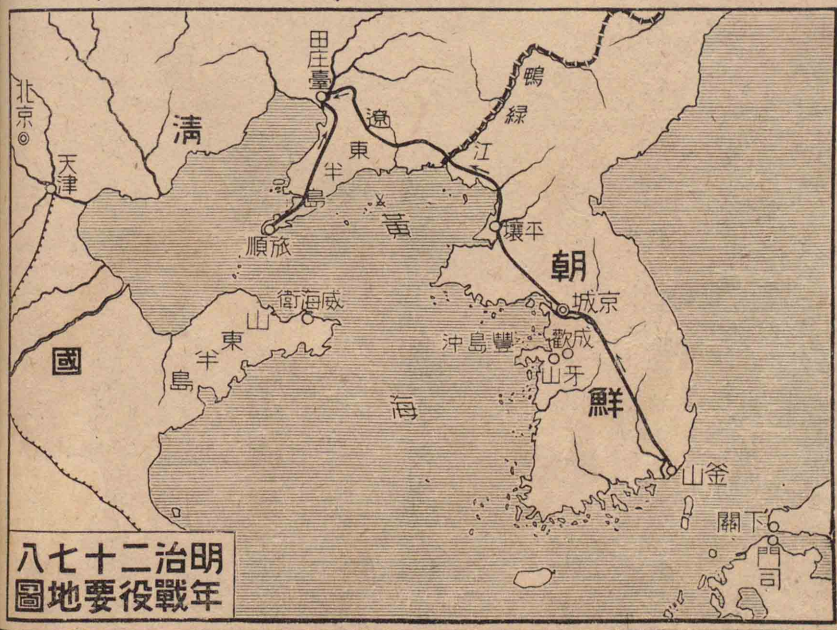 明治二十七八
年戰役要地圖
清國
北京
天津
田庄臺
遼東半島
旅順
鴨緑江
黃海
朝鮮
平壤
京城
成歡
牙山
豐島沖
釜山
威海衛
山東半島
下關
門司